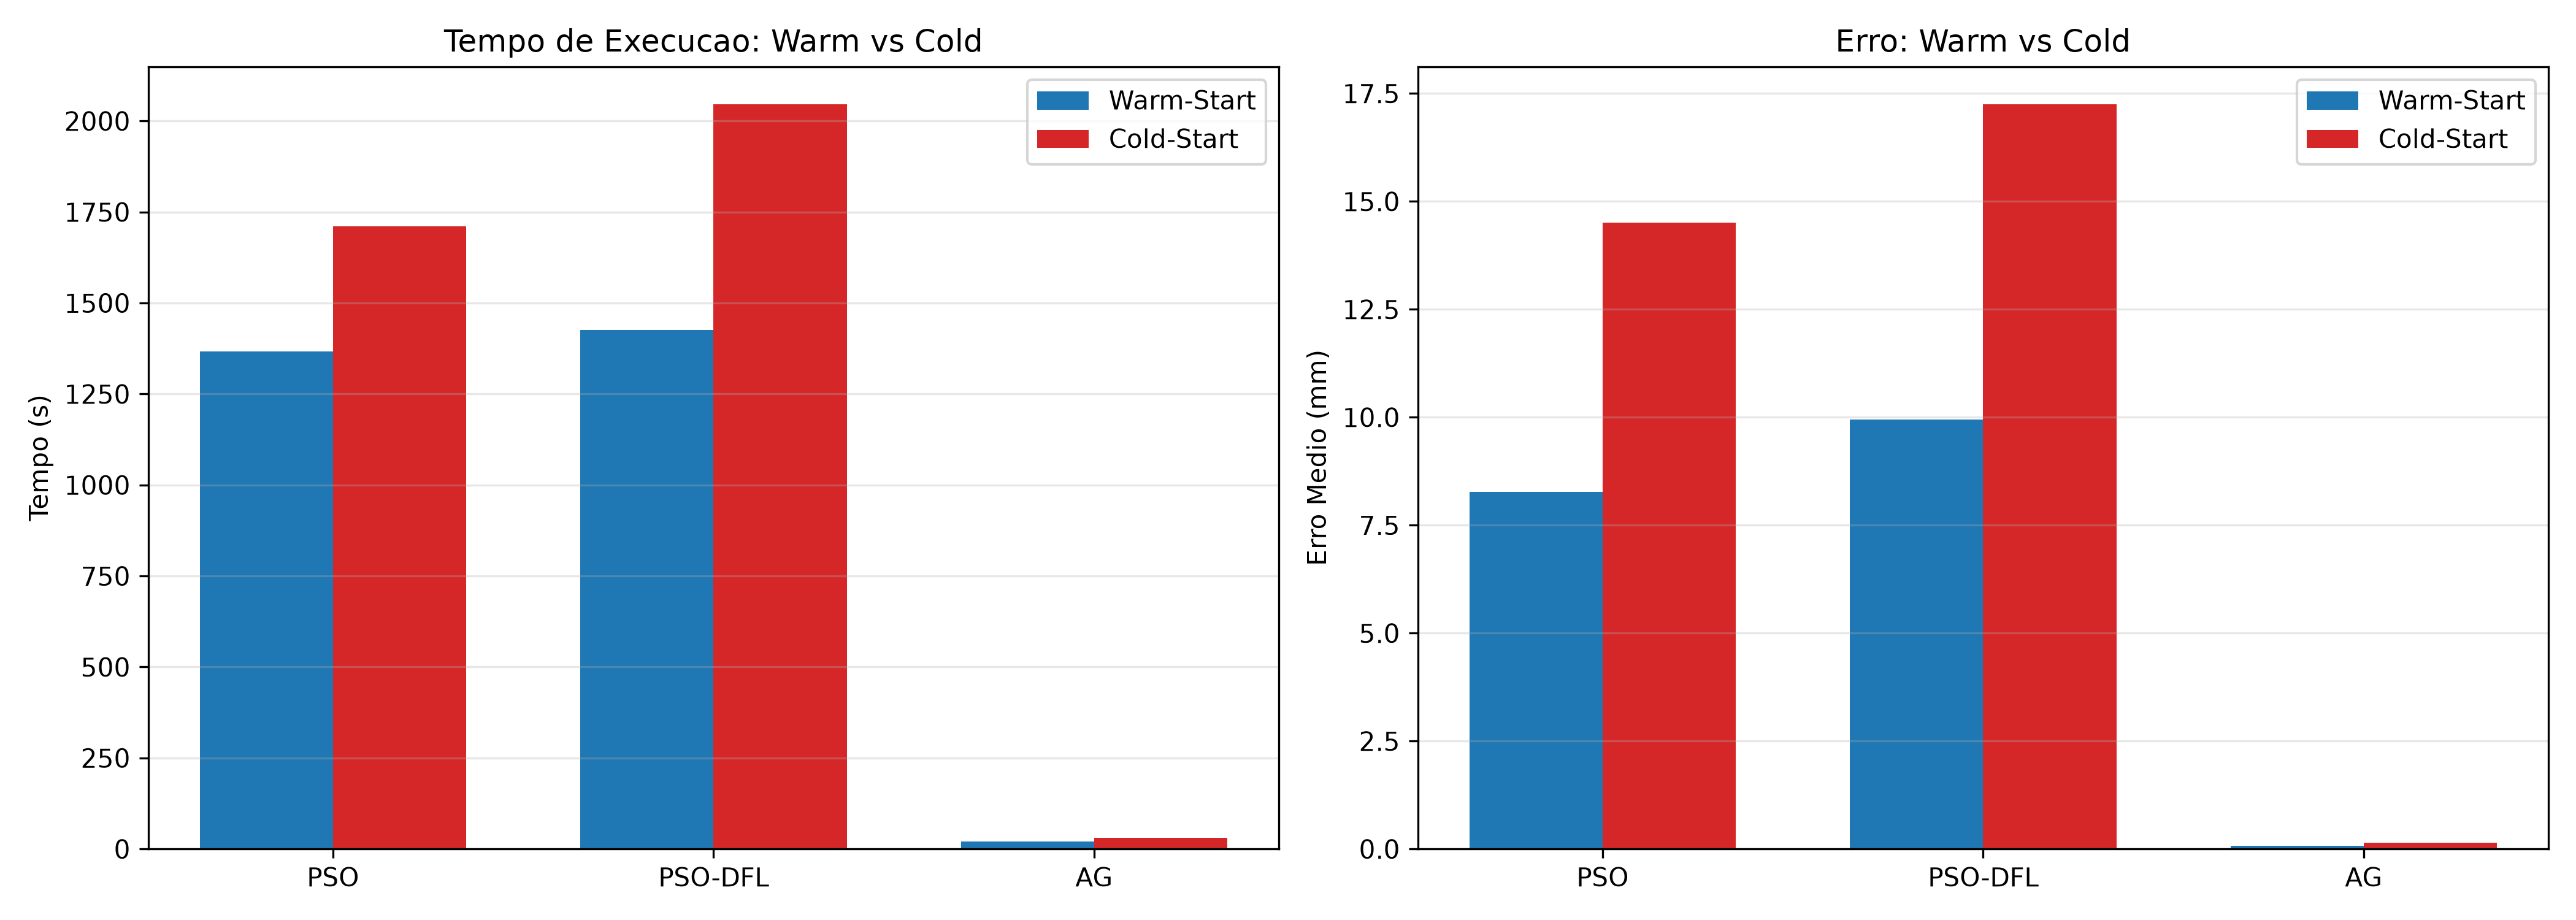 Tempo de Execucao: Warm vs Cold
Warm-Start
Cold-Start
Tempo (s)
2000
1750
1500
1250
1000
750
500
250
0
PSO
PSO-DFL
AG
Erro: Warm vs Cold
Warm-Start
Cold-Start
Erro Medio (mm)
17.5
15.0
12.5
10.0
7.5
5.0
2.5
0.0
PSO
PSO-DFL
AG